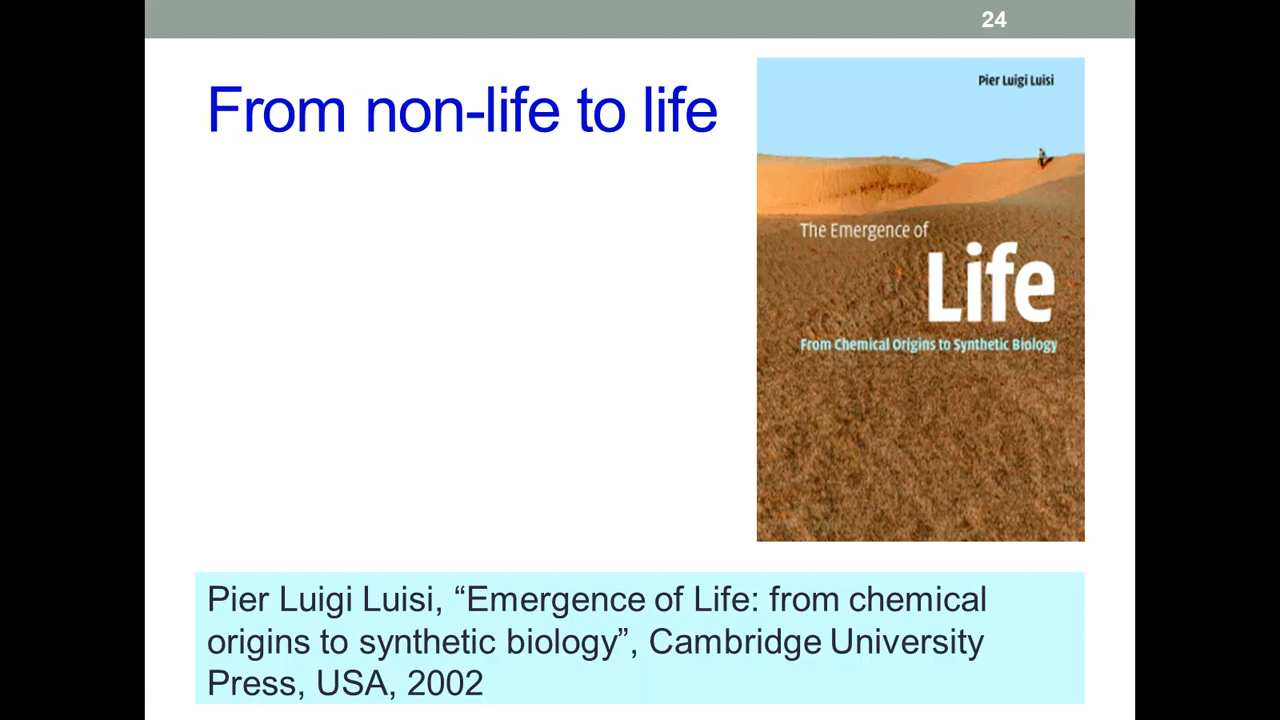 24
From non-life to life
Pier Luigi Luisi
The Emergence of
Life
From Chemical Origins to Synthetic Biology
Pier Luigi Luisi, “Emergence of Life: from chemical
origins to synthetic biology”, Cambridge University
Press, USA, 2002